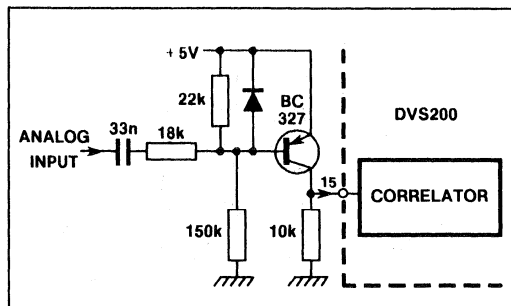 + 5V
22k
BC
327
DVS200
33n
18k
ANALOG
INPUT
15
CORRELATOR
150k
10k